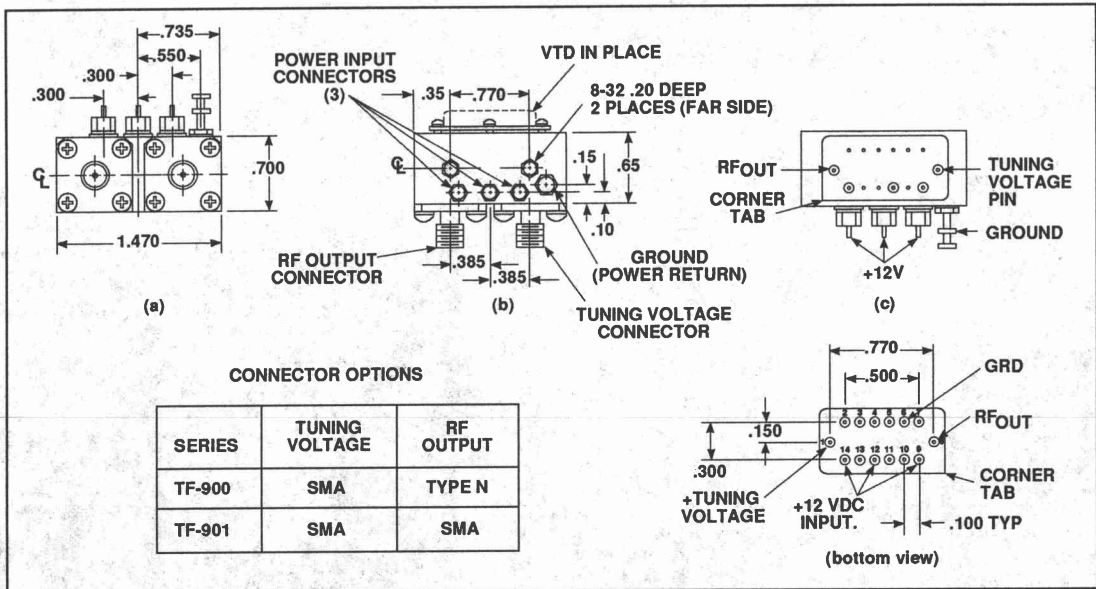 .735
.550
.300
.300
C
L
.700
1.470
(a)
POWER INPUT
CONNECTORS
(3)
VTD IN PLACE
8-32 .20 DEEP
2 PLACES (FAR SIDE)
.35
.770
C
L
.15
.65
.10
RF OUTPUT
CONNECTOR
.385
.385
GROUND
(POWER RETURN)
(b)
TUNING VOLTAGE
CONNECTOR
RFOUT
CORNER
TAB
TUNING
VOLTAGE
PIN
GROUND
+12V
(c)
CONNECTOR OPTIONS
SERIES
TUNING
VOLTAGE
RF
OUTPUT
TF-900
SMA
TYPE N
TF-901
SMA
SMA
.770
.500
GRD
2 3 4 5 6
RFOUT
.150
1
.300
14 13 12 11 10 9
CORNER
TAB
+TUNING
VOLTAGE
+12 VDC
INPUT.
.100 TYP
(bottom view)